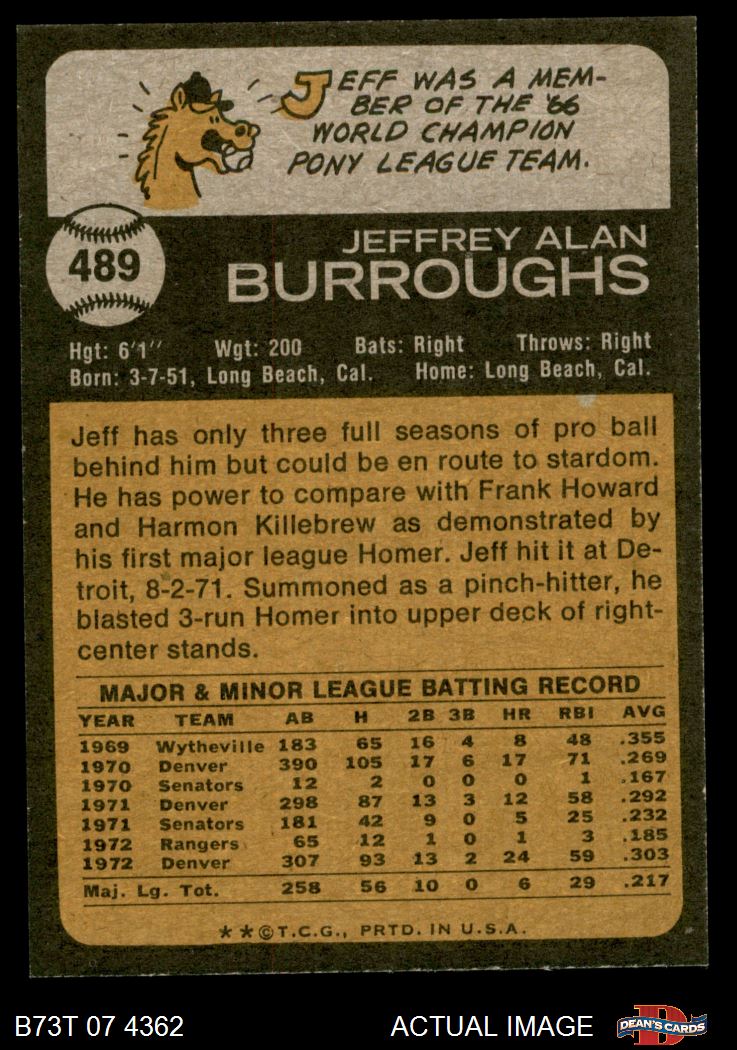 JEFF WAS A MEM-
BER OF THE '66
WORLD CHAMPION
PONY LEAGUE TEAM.
489
JEFFREY ALAN
BURROUGHS
Hgt: 6'1" Wgt: 200 Bats: Right Throws: Right
Born: 3-7-51, Long Beach, Cal. Home: Long Beach, Cal.
Jeff has only three full seasons of pro ball
behind him but could be en route to stardom.
He has power to compare with Frank Howard
and Harmon Killebrew as demonstrated by
his first major league Homer. Jeff hit it at De-
troit, 8-2-71. Summoned as a pinch-hitter, he
blasted 3-run Homer into upper deck of right-
center stands.
MAJOR & MINOR LEAGUE BATTING RECORD
YEAR TEAM AB H 2B 3B HR RBI AVG
1969 Wytheville 183 65 16 4 8 48 .355
1970 Denver 390 105 17 6 17 71 .269
1970 Senators 12 2 0 0 0 1 .167
1971 Denver 298 87 13 3 12 58 .292
1971 Senators 181 42 9 0 5 25 .232
1972 Rangers 65 12 1 0 1 3 .185
1972 Denver 307 93 13 2 24 59 .303
Maj. Lg. Tot. 258 56 10 0 6 29 .217
**©T.C.G., PRTD. IN U.S.A.
B73T 07 4362 ACTUAL IMAGE
D
DEAN'S CARDS